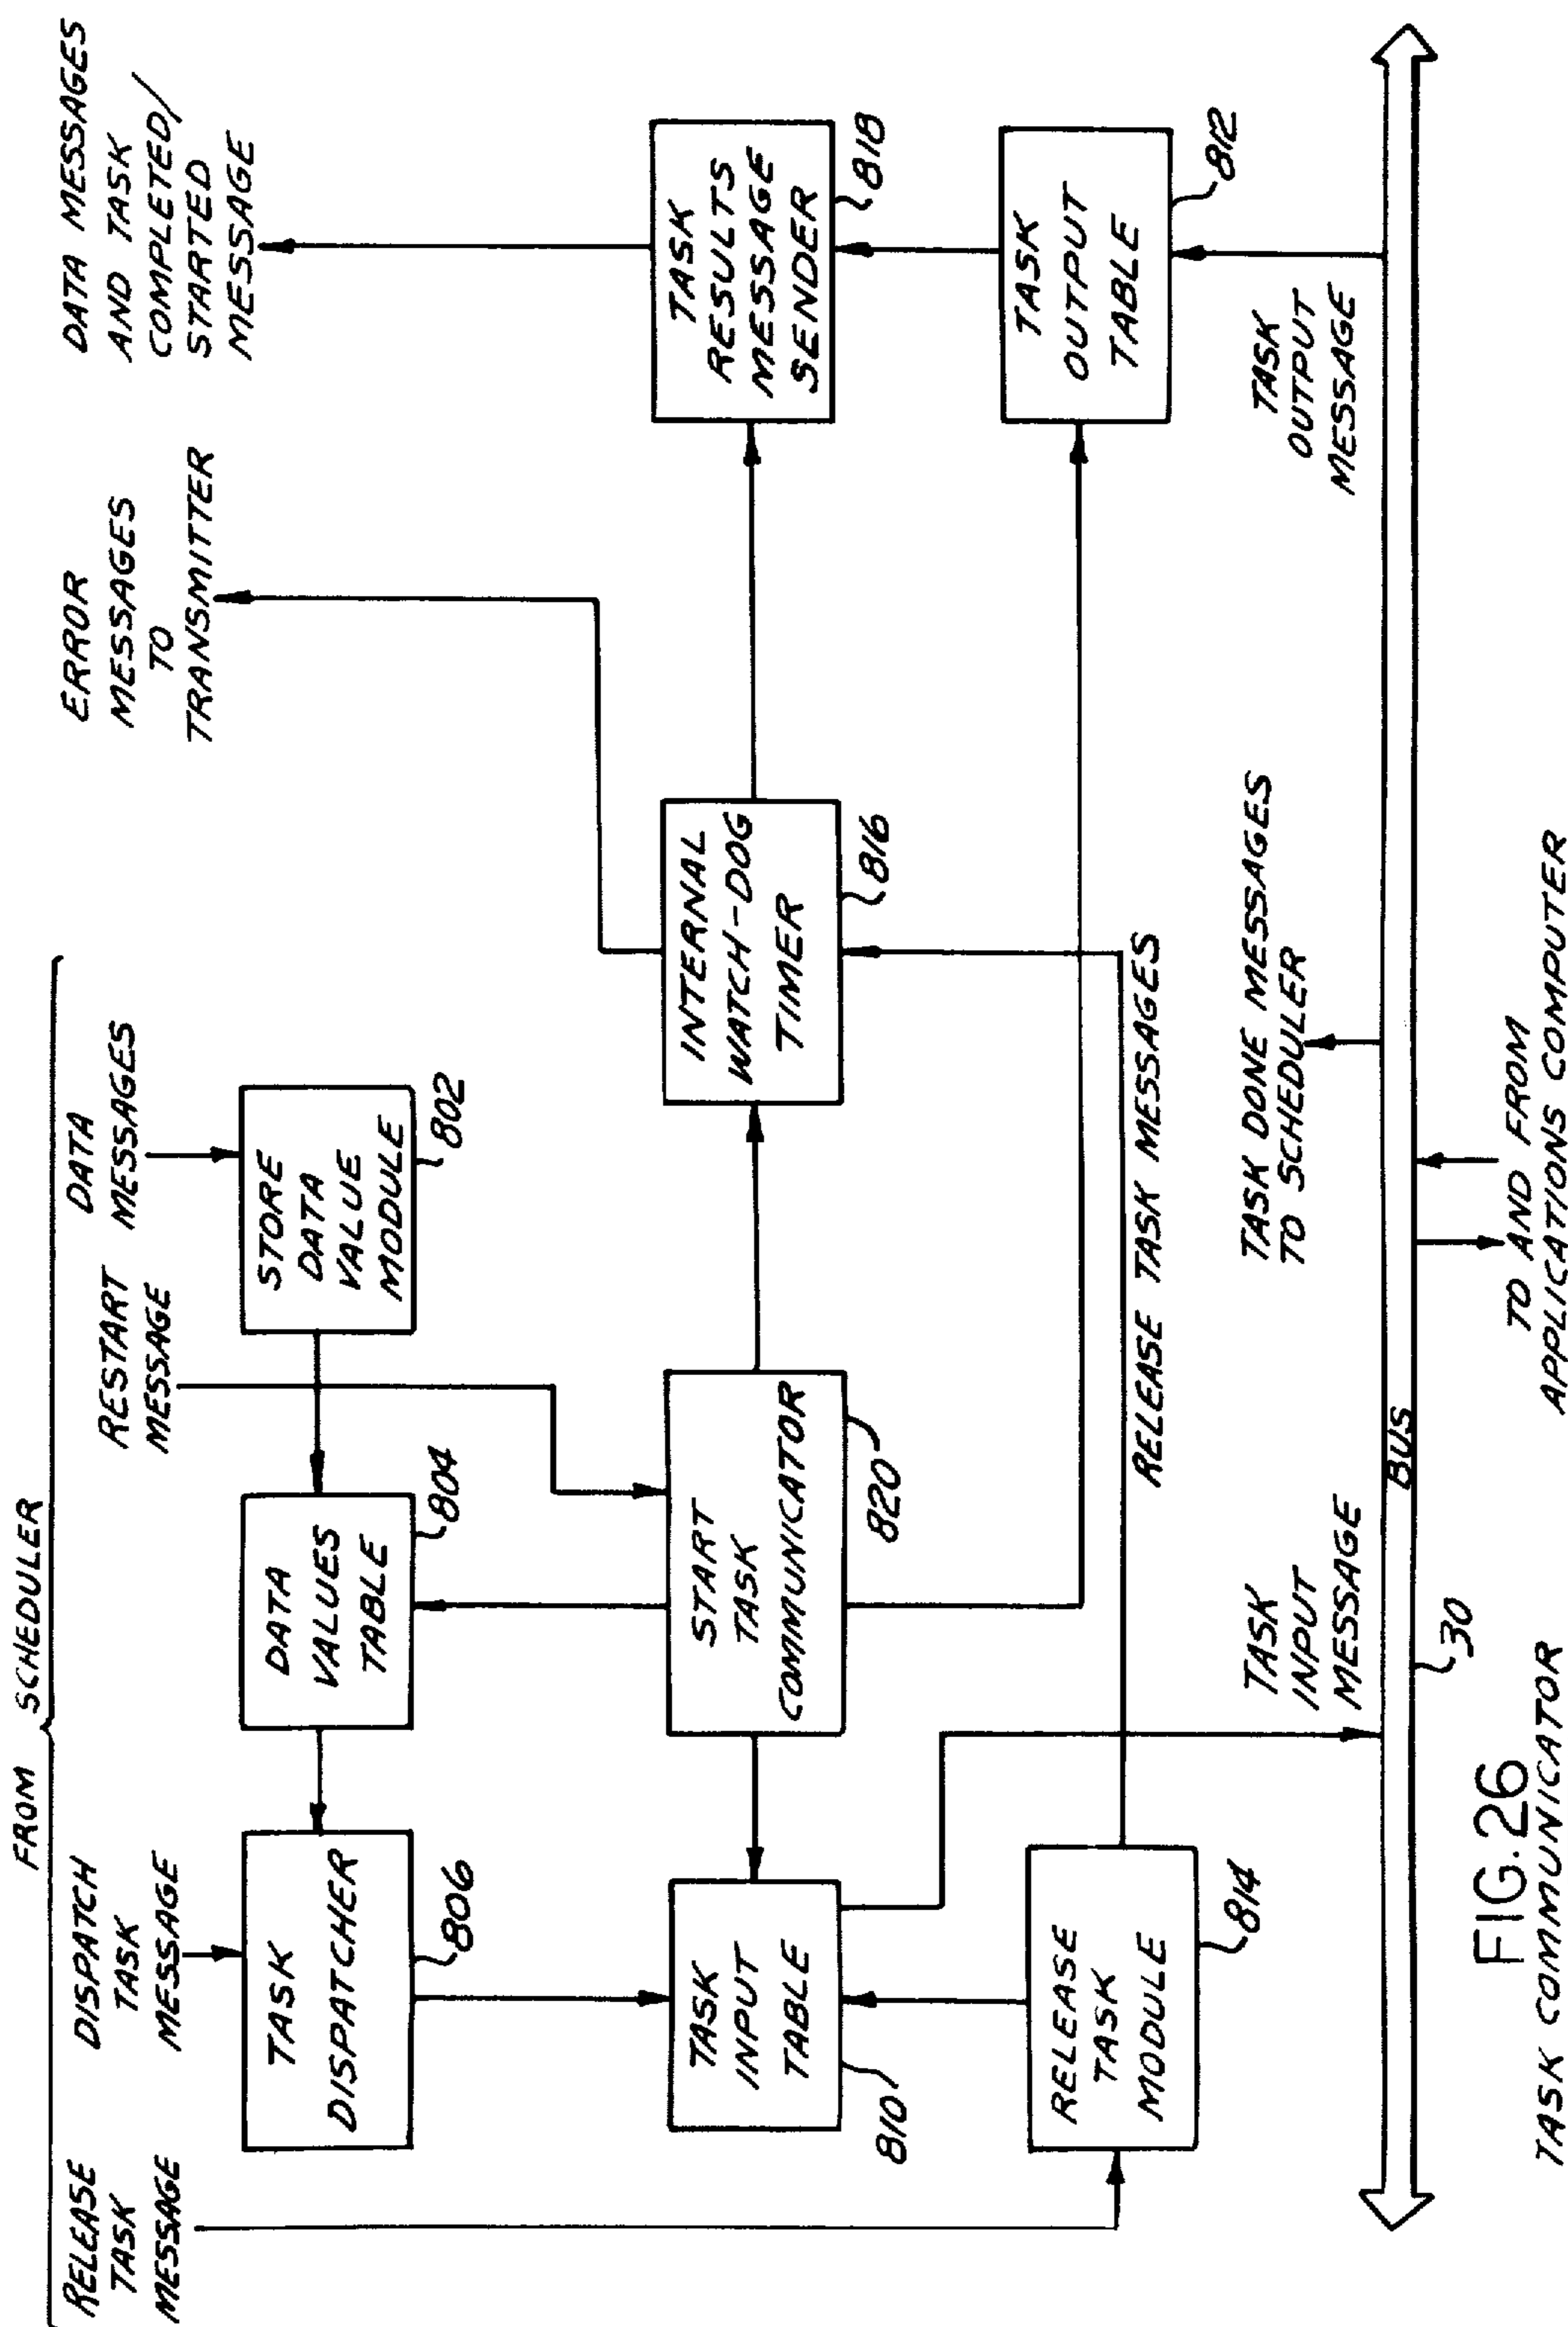 FROM SCHEDULER
RELEASE
TASK
MESSAGE
DISPATCH
TASK
MESSAGE
RESTART
MESSAGE
DATA
MESSAGES
ERROR
MESSAGES
TO
TRANSMITTER
DATA MESSAGES
AND TASK
COMPLETED/
STARTED
MESSAGE
TASK
DISPATCHER
806
DATA
VALUES
TABLE
804
STORE
DATA
VALUE
MODULE
802
TASK
INPUT
TABLE
810
START
TASK
COMMUNICATOR
820
INTERNAL
WATCH-DOG
TIMER
816
TASK
RESULTS
MESSAGE
SENDER
818
RELEASE
TASK
MODULE
814
RELEASE TASK MESSAGES
TASK
OUTPUT
TABLE
812
TASK
INPUT
MESSAGE
TASK DONE MESSAGES
TO SCHEDULER
TASK
OUTPUT
MESSAGE
BUS
30
TO AND FROM
APPLICATIONS COMPUTER
FIG. 26
TASK COMMUNICATOR